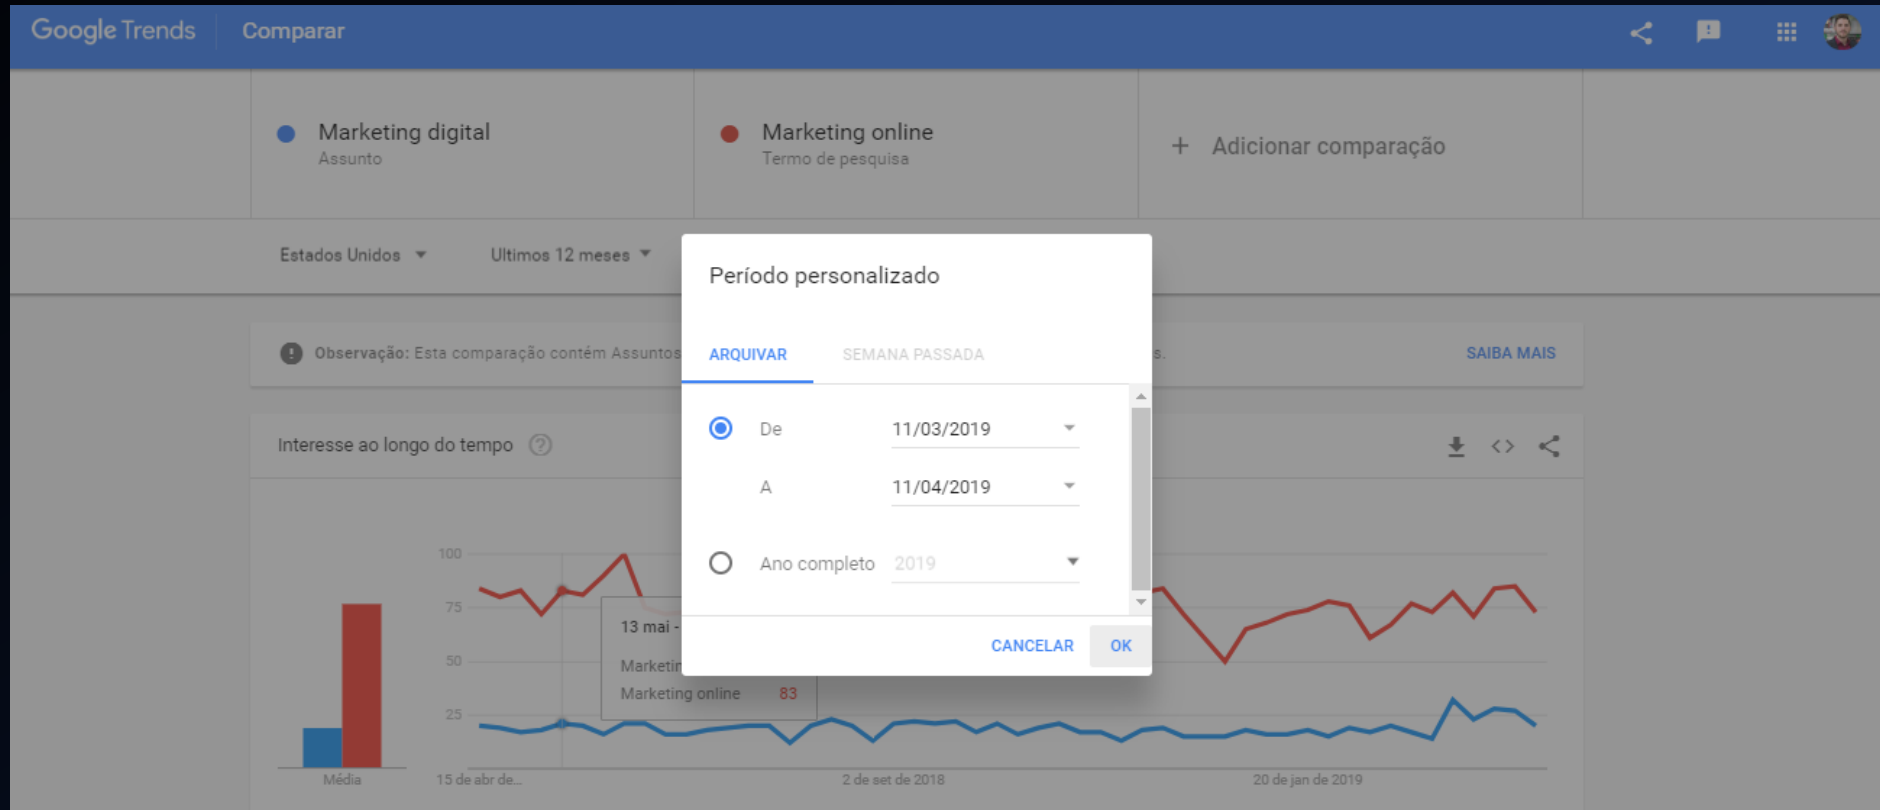 Google Trends Comparar
Marketing digital
Assunto
Marketing online
Termo de pesquisa
+ Adicionar comparação
Estados Unidos
Ultimos 12 meses
Período personalizado
ARQUIVAR SEMANA PASSADA
Observação: Esta comparação contém Assuntos
s.
SAIBA MAIS
De 11/03/2019
A 11/04/2019
Ano completo 2019
CANCELAR OK
Interesse ao longo do tempo
100
75
50
25
13 mai -
Marketin
Marketing online 83
Média
15 de abr de...
2 de set de 2018
20 de jan de 2019